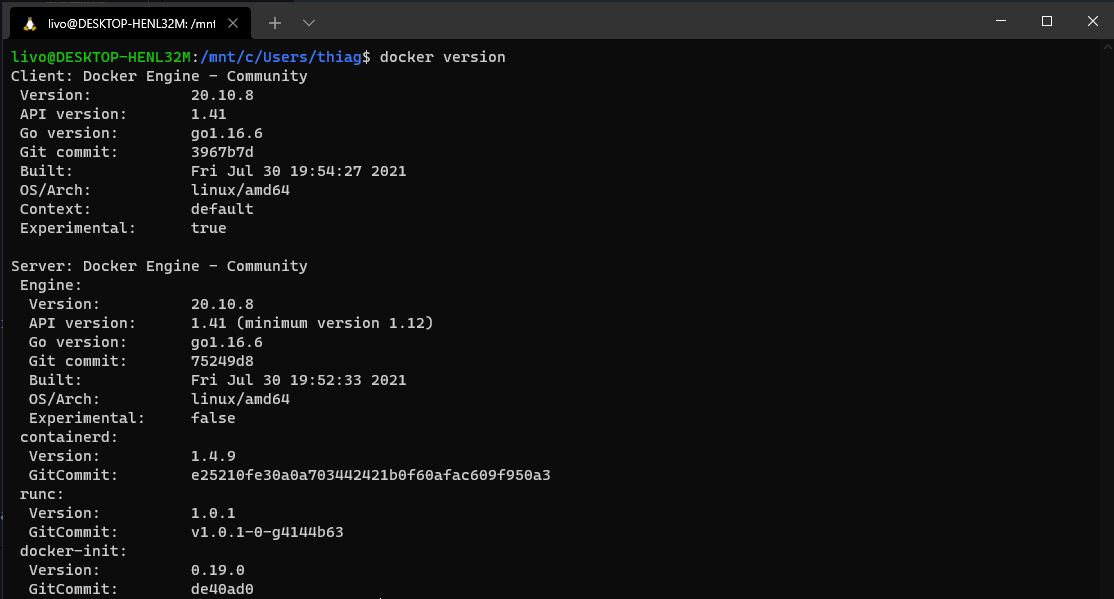 livo@DESKTOP-HENL32M: /mnt
livo@DESKTOP-HENL32M:/mnt/c/Users/thiag$ docker version
Client: Docker Engine - Community
 Version:           20.10.8
 API version:       1.41
 Go version:        go1.16.6
 Git commit:        3967b7d
 Built:             Fri Jul 30 19:54:27 2021
 OS/Arch:           linux/amd64
 Context:           default
 Experimental:      true

Server: Docker Engine - Community
 Engine:
  Version:          20.10.8
  API version:      1.41 (minimum version 1.12)
  Go version:       go1.16.6
  Git commit:       75249d8
  Built:            Fri Jul 30 19:52:33 2021
  OS/Arch:          linux/amd64
  Experimental:     false
 containerd:
  Version:          1.4.9
  GitCommit:        e25210fe30a0a703442421b0f60afac609f950a3
 runc:
  Version:          1.0.1
  GitCommit:        v1.0.1-0-g4144b63
 docker-init:
  Version:          0.19.0
  GitCommit:        de40ad0